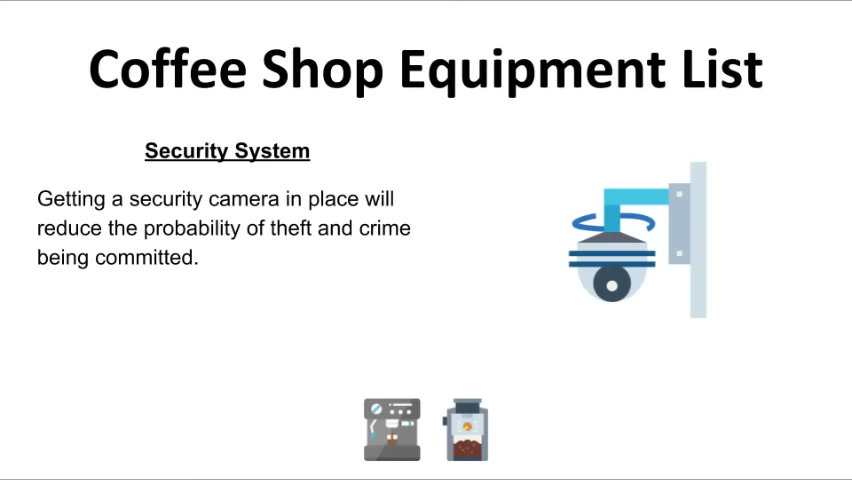 Coffee Shop Equipment List
Security System
Getting a security camera in place will
reduce the probability of theft and crime
being committed.